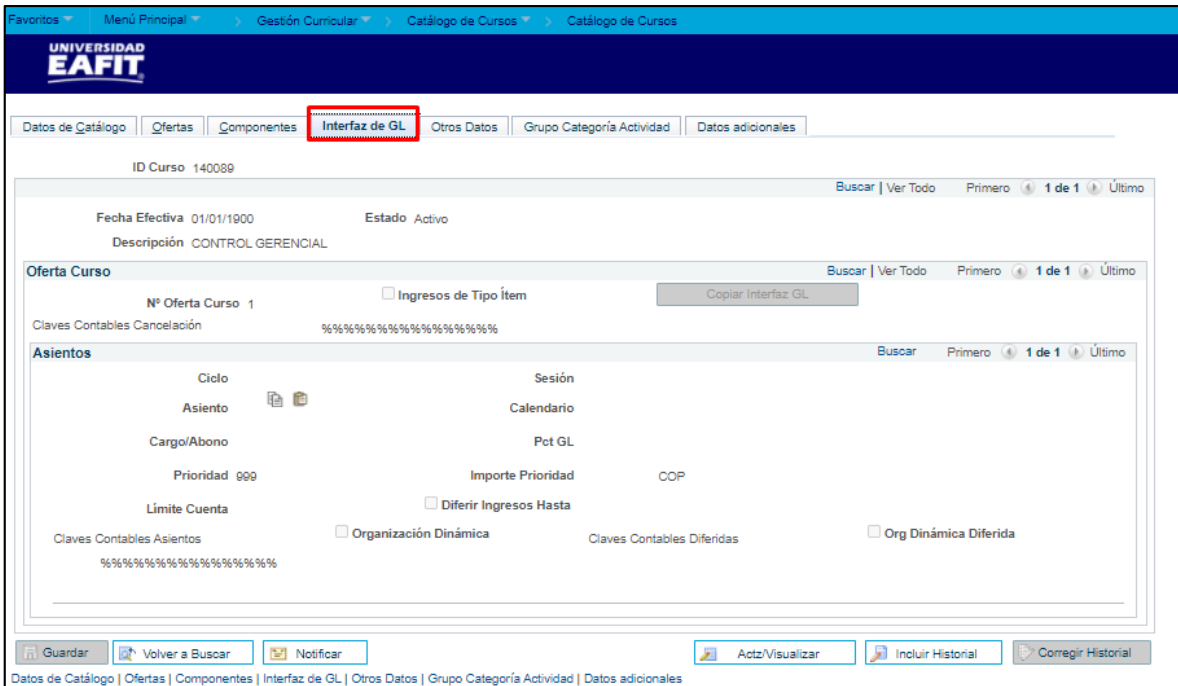 Favoritos Menú Principal > Gestión Curricular > Catálogo de Cursos > Catálogo de Cursos
UNIVERSIDAD
EAFIT
Datos de Catálogo Ofertas Componentes Interfaz de GL Otros Datos Grupo Categoría Actividad Datos adicionales
ID Curso 140089
Buscar | Ver Todo Primero 1 de 1 Último
Fecha Efectiva 01/01/1900 Estado Activo
Descripción CONTROL GERENCIAL
Oferta Curso Buscar | Ver Todo Primero 1 de 1 Último
Nº Oferta Curso 1 Ingresos de Tipo Ítem Copiar Interfaz GL
Claves Contables Cancelación %%%%%%%%%%%%%%%%
Asientos Buscar Primero 1 de 1 Último
Ciclo Sesión
Asiento Calendario
Cargo/Abono Pct GL
Prioridad 999 Importe Prioridad COP
Límite Cuenta Diferir Ingresos Hasta
Claves Contables Asientos Organización Dinámica Claves Contables Diferidas Org Dinámica Diferida
%%%%%%%%%%%%%%%%
Guardar Volver a Buscar Notificar Actz/Visualizar Incluir Historial Corregir Historial
Datos de Catálogo | Ofertas | Componentes | Interfaz de GL | Otros Datos | Grupo Categoría Actividad | Datos adicionales